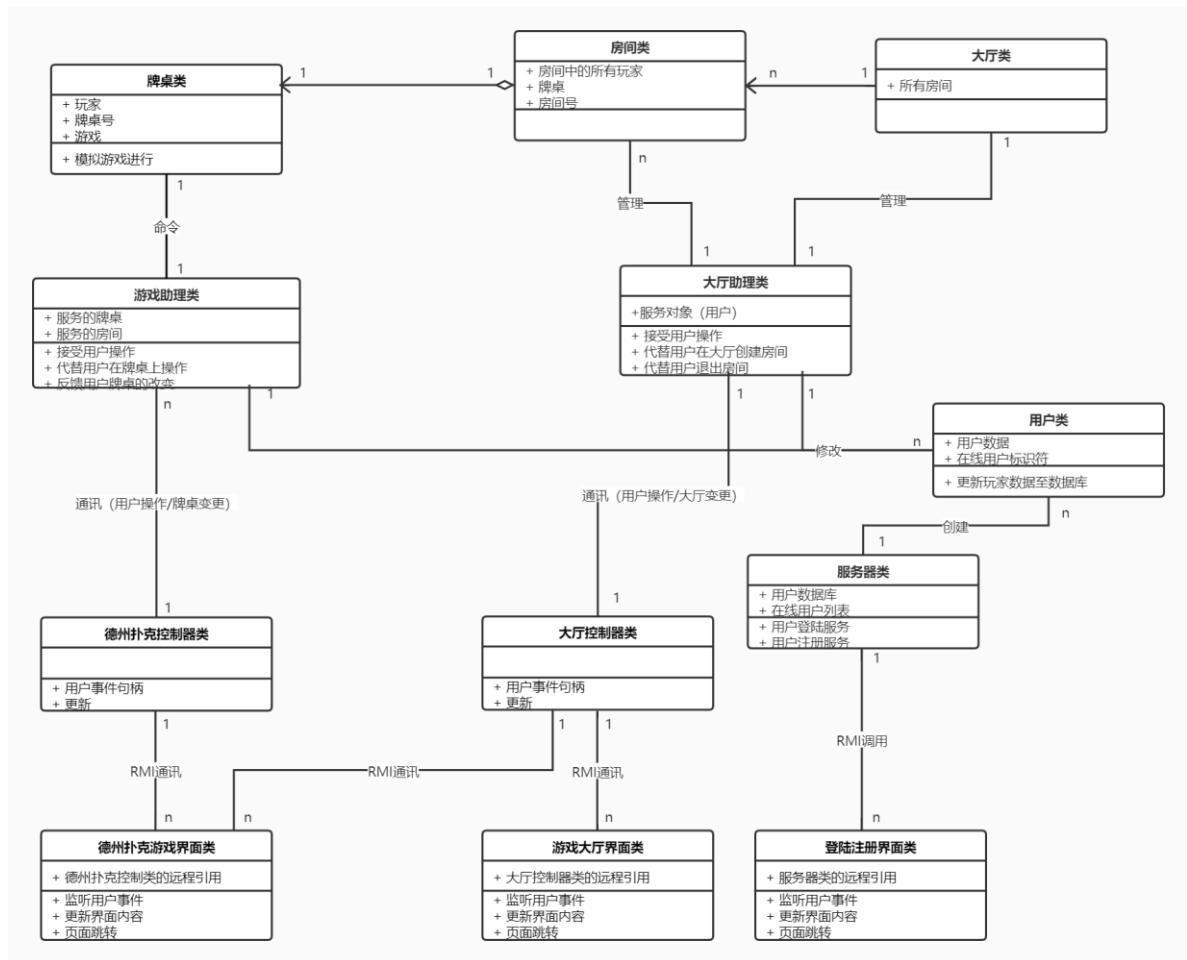 房间类
+ 房间中的所有玩家
+ 牌桌
+ 房间号
大厅类
+ 所有房间
牌桌类
+ 玩家
+ 牌桌号
+ 游戏
+ 模拟游戏进行
1
1
n
1
n
1
1
管理
管理
命令
1
1
1
游戏助理类
+ 服务的牌桌
+ 服务的房间
+ 接受用户操作
+ 代替用户在牌桌上操作
+ 反馈用户牌桌的改变
大厅助理类
+服务对象（用户）
+ 接受用户操作
+ 代替用户在大厅创建房间
+ 代替用户退出房间
n
1
1
1
用户类
+ 用户数据
+ 在线用户标识符
+ 更新玩家数据至数据库
n
修改
通讯（用户操作/牌桌变更）
通讯（用户操作/大厅变更）
n
创建
1
服务器类
+ 用户数据库
+ 在线用户列表
+ 用户登陆服务
+ 用户注册服务
1
1
德州扑克控制器类
+ 用户事件句柄
+ 更新
大厅控制器类
+ 用户事件句柄
+ 更新
1
1
1
1
RMI调用
RMI通讯
RMI通讯
RMI通讯
n
n
n
n
德州扑克游戏界面类
+ 德州扑克控制类的远程引用
+ 监听用户事件
+ 更新界面内容
+ 页面跳转
游戏大厅界面类
+ 大厅控制器类的远程引用
+ 监听用户事件
+ 更新界面内容
+ 页面跳转
登陆注册界面类
+ 服务器类的远程引用
+ 监听用户事件
+ 更新界面内容
+ 页面跳转